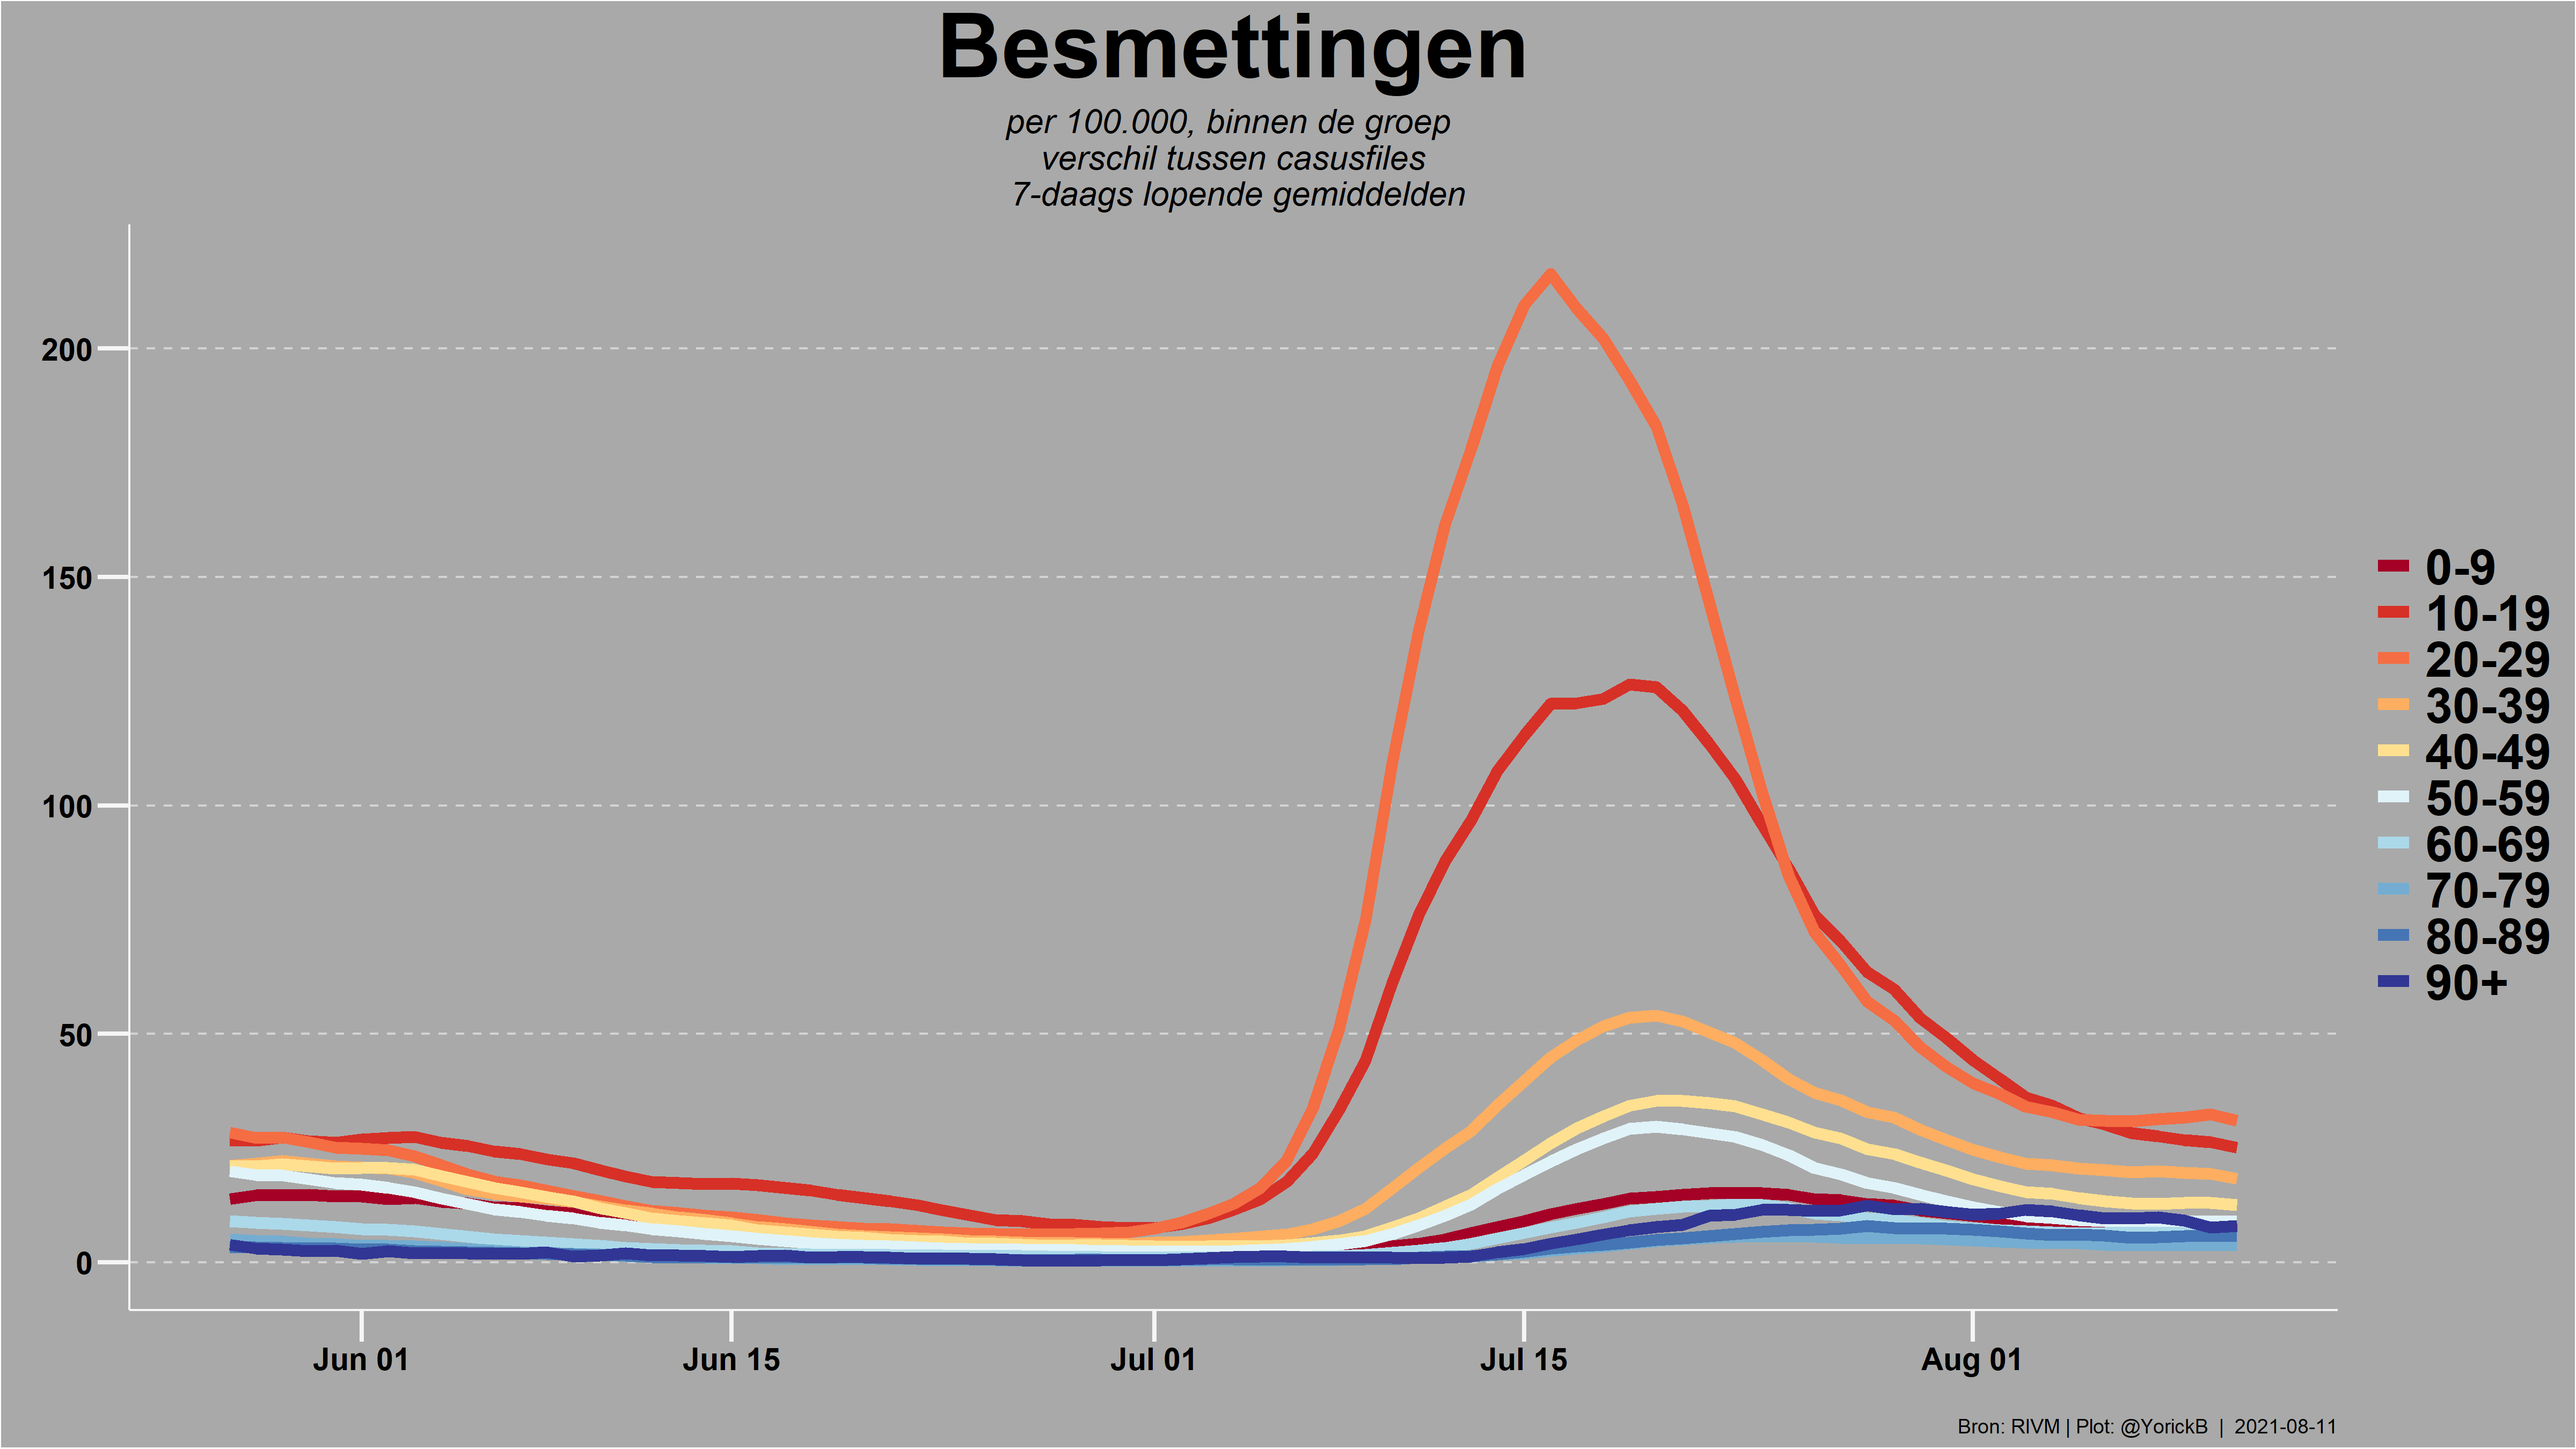 Besmettingen
per 100.000, binnen de groep
verschil tussen casusfiles
7-daags lopende gemiddelden
200
150
100
50
0
Jun 01
Jun 15
Jul 01
Jul 15
Aug 01
0-9
10-19
20-29
30-39
40-49
50-59
60-69
70-79
80-89
90+
Bron: RIVM | Plot: @YorickB | 2021-08-11